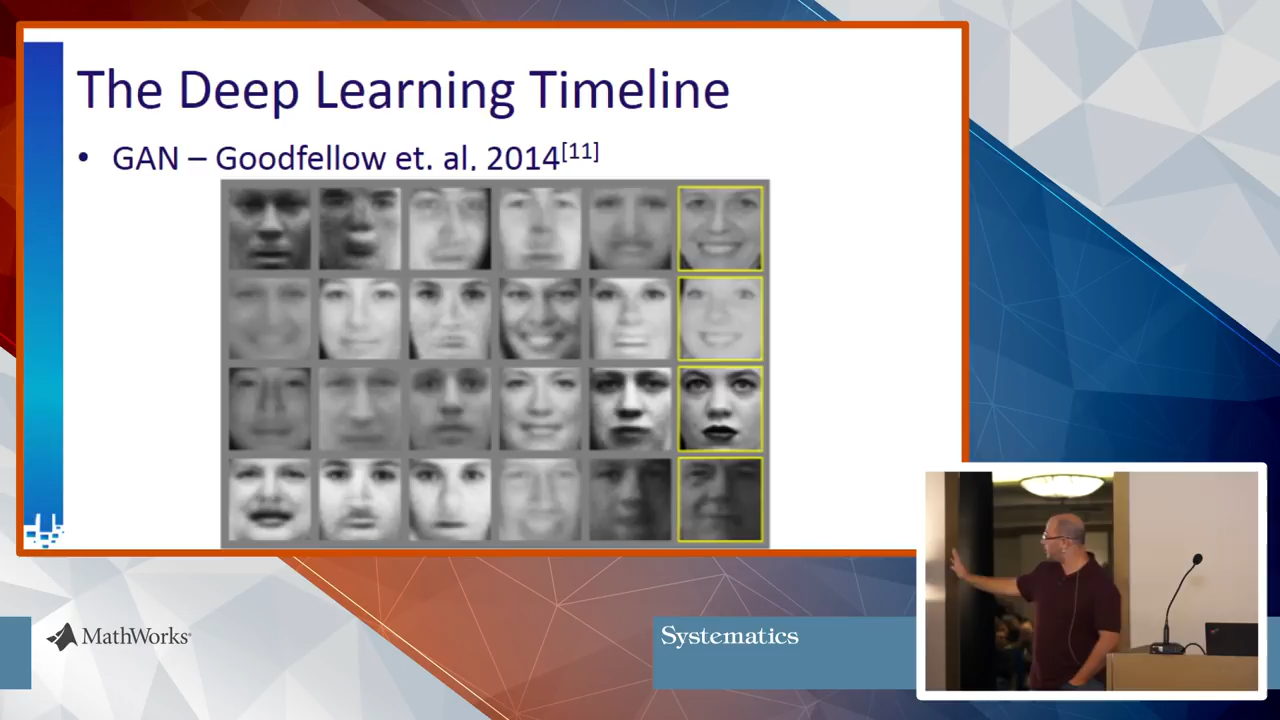 The Deep Learning Timeline
• GAN – Goodfellow et. al, 2014[11]
MathWorks®
Systematics